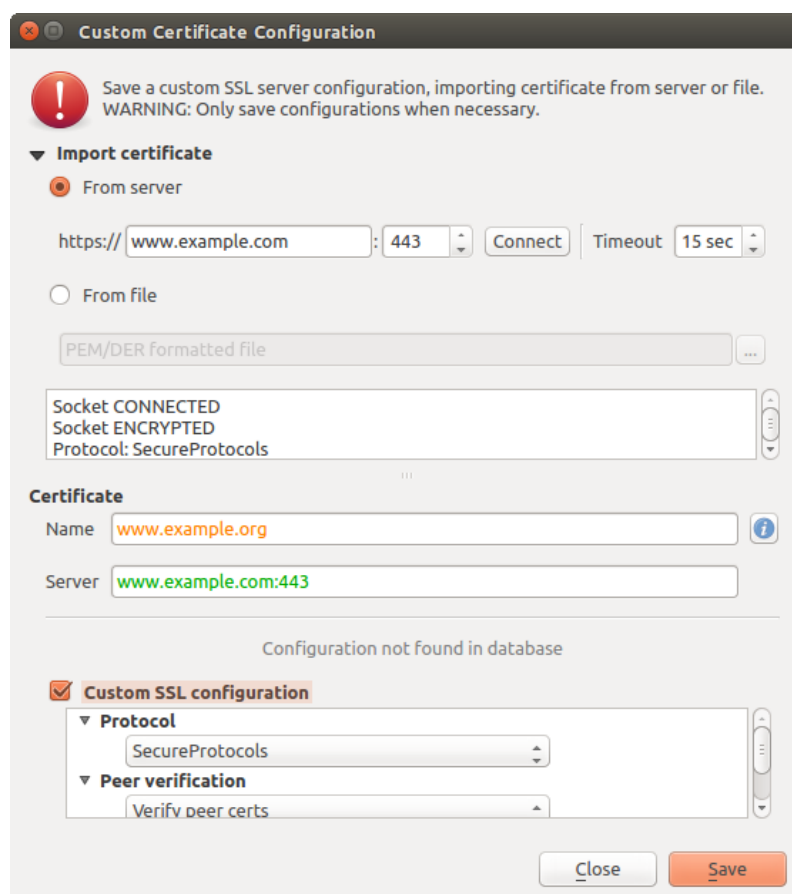 Custom Certificate Configuration
Save a custom SSL server configuration, importing certificate from server or file.
WARNING: Only save configurations when necessary.
Import certificate
From server
https:// www.example.com : 443 Connect Timeout 15 sec
From file
PEM/DER formatted file ...
Socket CONNECTED
Socket ENCRYPTED
Protocol: SecureProtocols
Certificate
Name www.example.org
Server www.example.com:443
Configuration not found in database
Custom SSL configuration
Protocol
SecureProtocols
Peer verification
Verify peer certs
Close Save